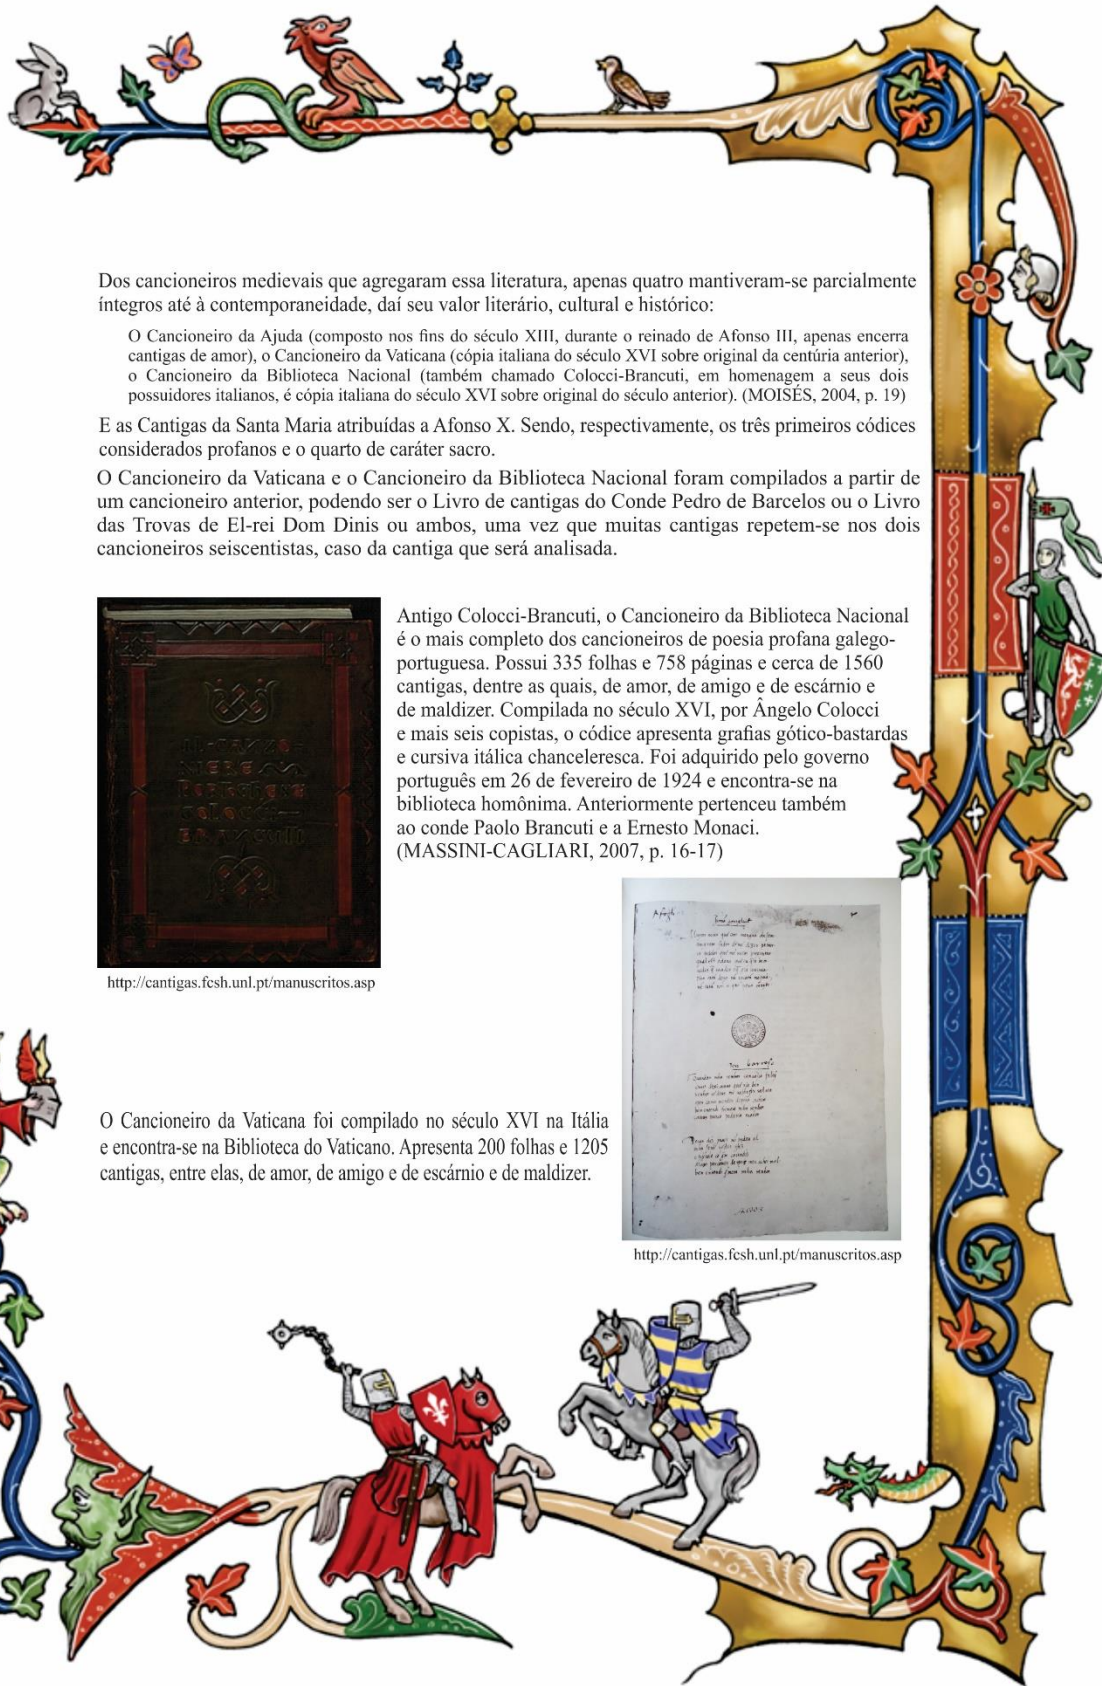 Dos cancioneiros medievais que agregaram essa literatura, apenas quatro mantiveram-se parcialmente
íntegros até à contemporaneidade, daí seu valor literário, cultural e histórico:
O Cancioneiro da Ajuda (composto nos fins do século XIII, durante o reinado de Afonso III, apenas encerra
cantigas de amor), o Cancioneiro da Vaticana (cópia italiana do século XVI sobre original da centúria anterior),
o Cancioneiro da Biblioteca Nacional (também chamado Colocci-Brancuti, em homenagem a seus dois
possuidores italianos, é cópia italiana do século XVI sobre original do século anterior). (MOISÉS, 2004, p. 19)
E as Cantigas da Santa Maria atribuídas a Afonso X. Sendo, respectivamente, os três primeiros códices
considerados profanos e o quarto de caráter sacro.
O Cancioneiro da Vaticana e o Cancioneiro da Biblioteca Nacional foram compilados a partir de
um cancioneiro anterior, podendo ser o Livro de cantigas do Conde Pedro de Barcelos ou o Livro
das Trovas de El-rei Dom Dinis ou ambos, uma vez que muitas cantigas repetem-se nos dois
cancioneiros seiscentistas, caso da cantiga que será analisada.
Antigo Colocci-Brancuti, o Cancioneiro da Biblioteca Nacional
é o mais completo dos cancioneiros de poesia profana galego-
portuguesa. Possui 335 folhas e 758 páginas e cerca de 1560
cantigas, dentre as quais, de amor, de amigo e de escárnio e
de maldizer. Compilada no século XVI, por Ângelo Colocci
e mais seis copistas, o códice apresenta grafias gótico-bastardas
e cursiva itálica chanceleresca. Foi adquirido pelo governo
português em 26 de fevereiro de 1924 e encontra-se na
biblioteca homônima. Anteriormente pertenceu também
ao conde Paolo Brancuti e a Ernesto Monaci.
(MASSINI-CAGLIARI, 2007, p. 16-17)
http://cantigas.fcsh.unl.pt/manuscritos.asp
O Cancioneiro da Vaticana foi compilado no século XVI na Itália
e encontra-se na Biblioteca do Vaticano. Apresenta 200 folhas e 1205
cantigas, entre elas, de amor, de amigo e de escárnio e de maldizer.
http://cantigas.fcsh.unl.pt/manuscritos.asp